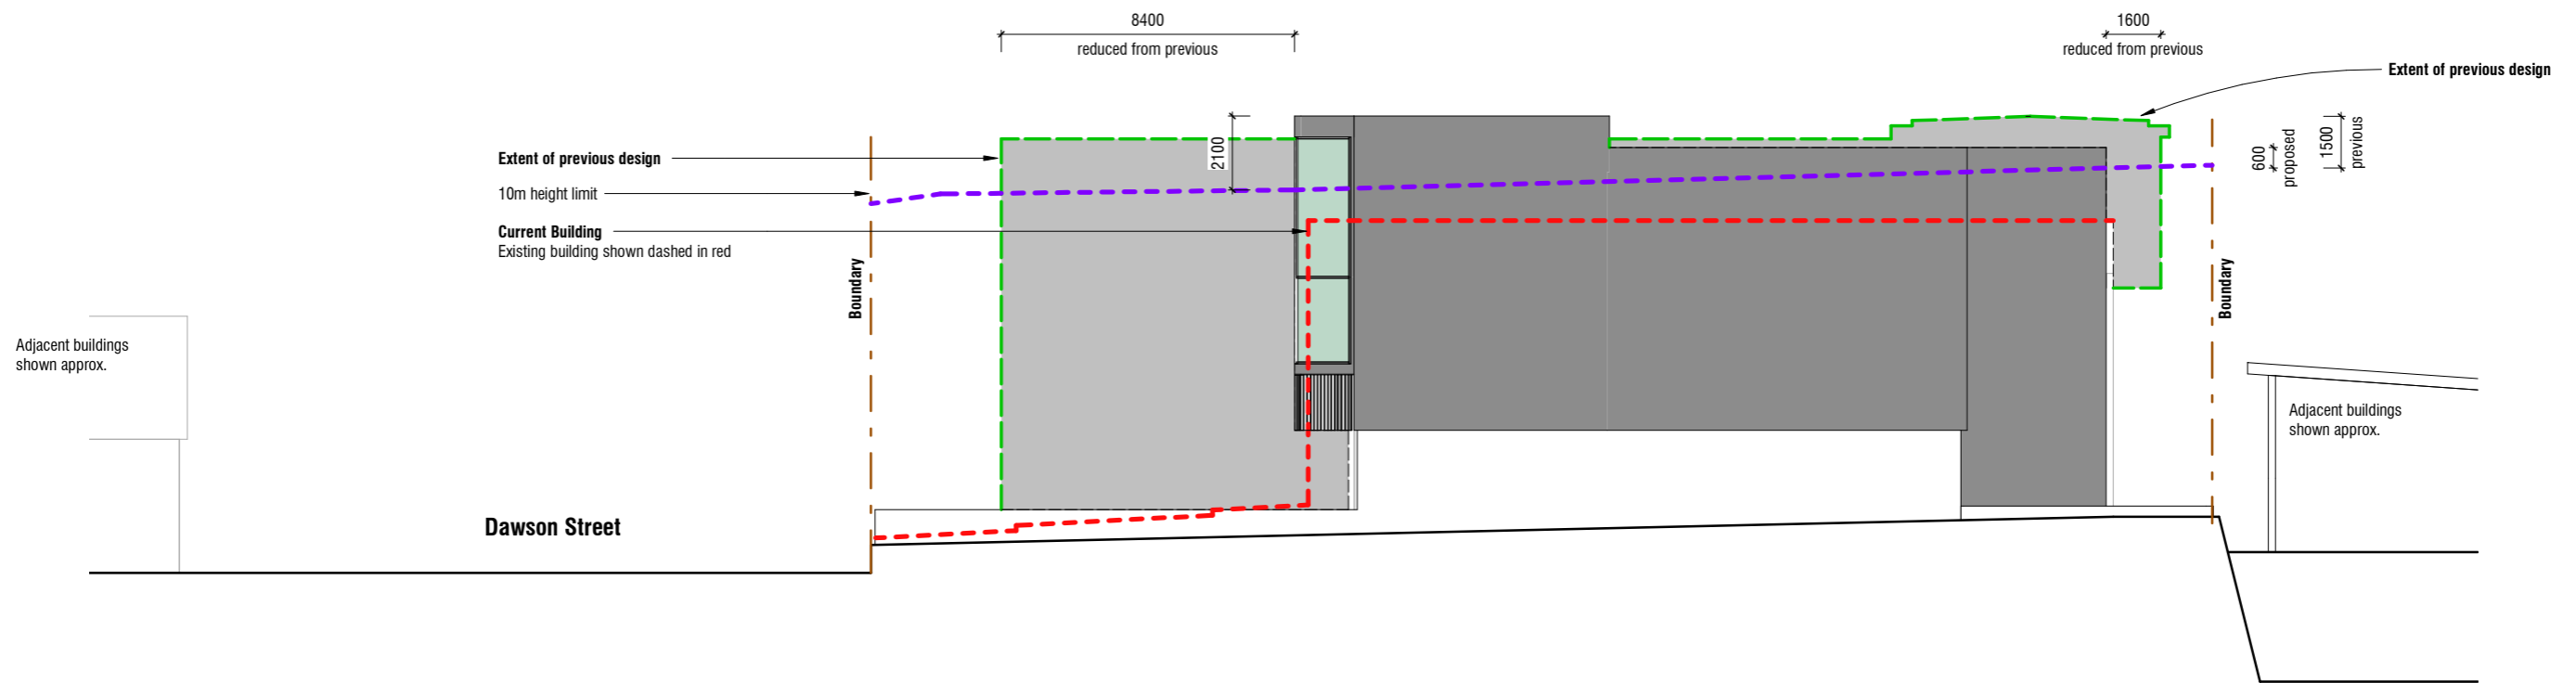 8400
reduced from previous
1600
reduced from previous
Extent of previous design
2100
600
proposed
1500
previous
Extent of previous design
10m height limit
Current Building
Existing building shown dashed in red
Boundary
Boundary
Adjacent buildings
shown approx.
Adjacent buildings
shown approx.
Dawson Street